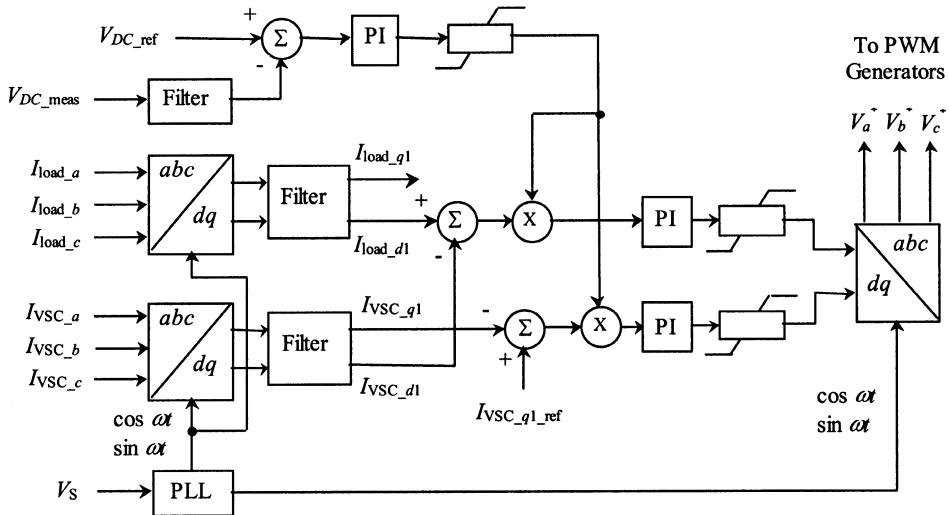 V_DC_ref
+
Σ
-
PI
V_DC_meas
Filter
To PWM
Generators
V_a^* V_b^* V_c^*
I_load_a
I_load_b
I_load_c
abc
dq
Filter
I_load_q1
I_load_d1
+
Σ
-
X
PI
abc
dq
I_VSC_a
I_VSC_b
I_VSC_c
abc
dq
Filter
I_VSC_q1
I_VSC_d1
-
Σ
+
X
PI
I_VSC_q1_ref
cos ωt
sin ωt
cos ωt
sin ωt
V_S
PLL